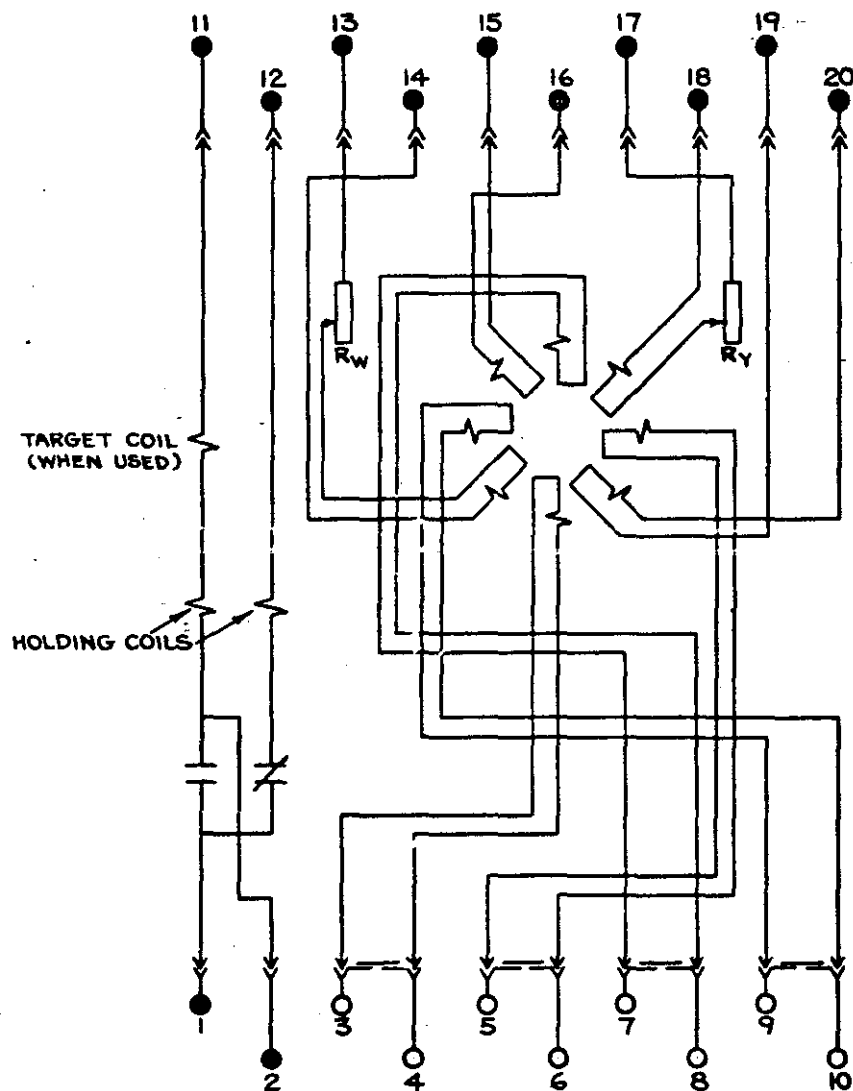 11 13 15 17 19
12 14 16 18 20
RW RY
TARGET COIL
(WHEN USED)
HOLDING COILS
1 3 5 7 9
2 4 6 8 10